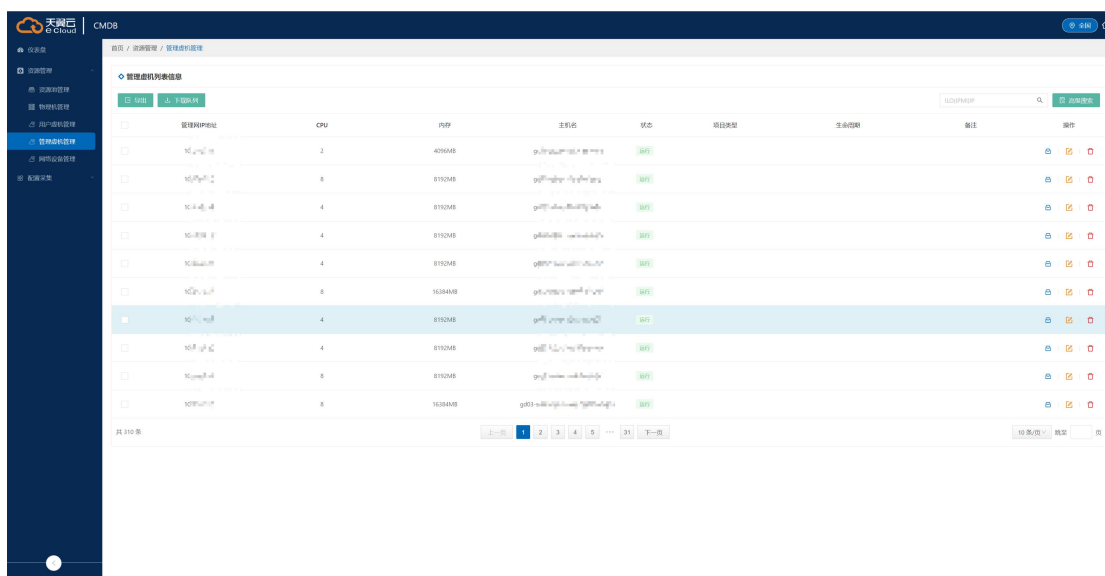 天翼云
e Cloud
CMDB
全国
仪表盘
资源管理
资源池管理
物理机管理
用户虚机管理
管理虚机管理
网络设备管理
配置采集
首页 / 资源管理 / 管理虚机管理
管理虚机列表信息
导出 下载队列
高级搜索
管理网IP地址 CPU 内存 主机名 状态 项目类型 生命周期 备注 操作
2 4096MB 运行
8 8192MB 运行
4 8192MB 运行
4 8192MB 运行
4 8192MB 运行
8 16384MB 运行
4 8192MB 运行
4 8192MB 运行
8 8192MB 运行
8 16384MB 运行
共 310 条 上一页 1 2 3 4 5 ··· 31 下一页 10 条/页 跳至 页